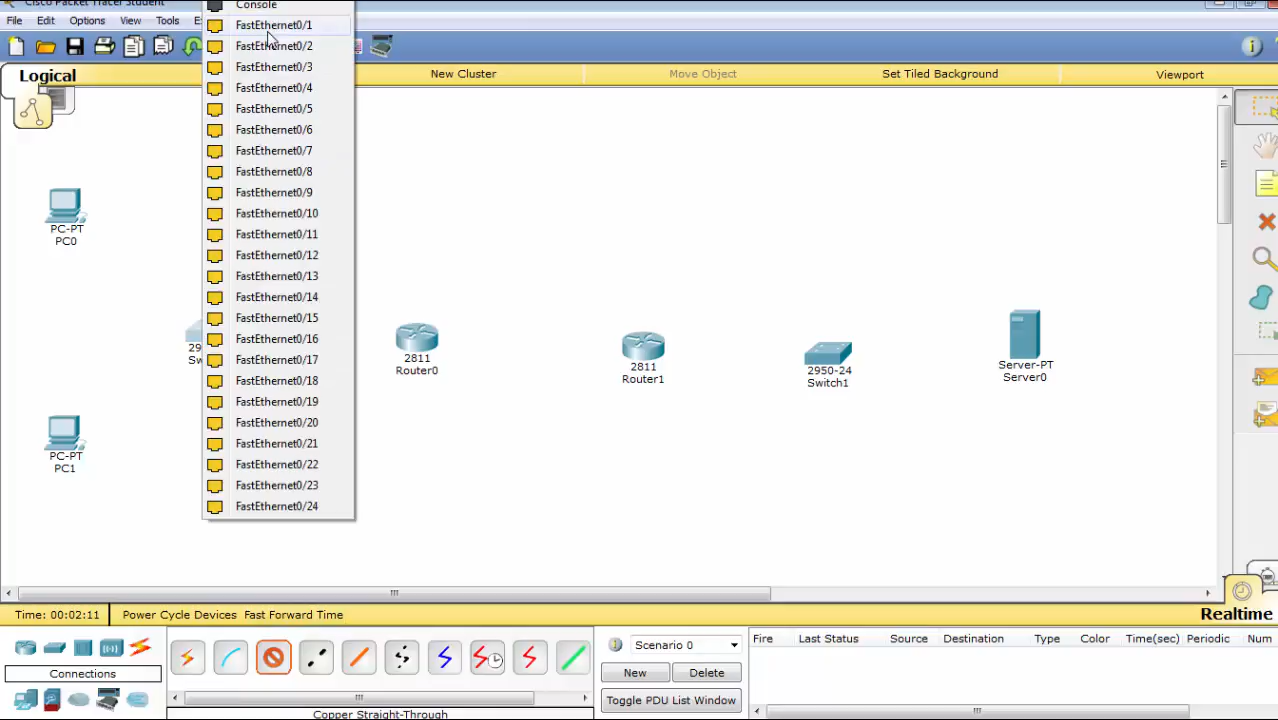 Cisco Packet Tracer Student
File Edit Options View Tools
Console
FastEthernet0/1
FastEthernet0/2
FastEthernet0/3
FastEthernet0/4
FastEthernet0/5
FastEthernet0/6
FastEthernet0/7
FastEthernet0/8
FastEthernet0/9
FastEthernet0/10
FastEthernet0/11
FastEthernet0/12
FastEthernet0/13
FastEthernet0/14
FastEthernet0/15
FastEthernet0/16
FastEthernet0/17
FastEthernet0/18
FastEthernet0/19
FastEthernet0/20
FastEthernet0/21
FastEthernet0/22
FastEthernet0/23
FastEthernet0/24
Logical New Cluster Move Object Set Tiled Background Viewport
PC-PT
PC0
PC-PT
PC1
29
Sw
2811
Router0
2811
Router1
2950-24
Switch1
Server-PT
Server0
Time: 00:02:11 Power Cycle Devices Fast Forward Time
Realtime
Connections
Copper Straight-Through
Scenario 0
New Delete
Toggle PDU List Window
Fire Last Status Source Destination Type Color Time(sec) Periodic Num